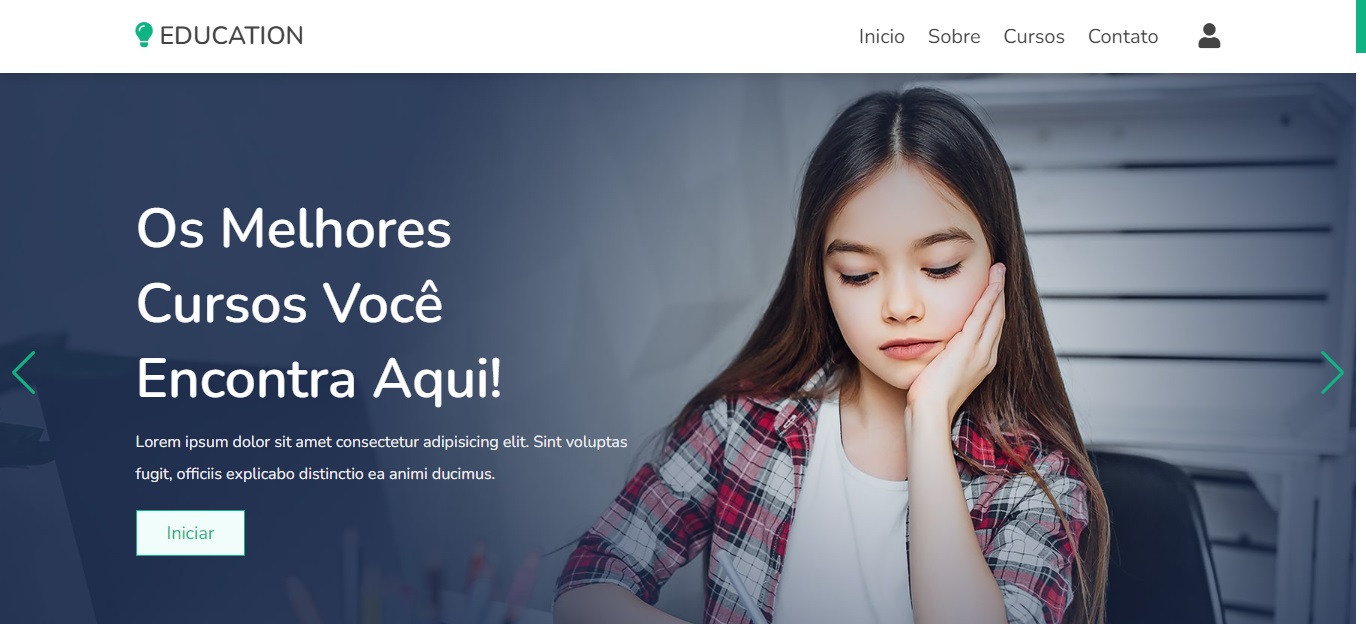 EDUCATION
Inicio Sobre Cursos Contato
Os Melhores
Cursos Você
Encontra Aqui!
Lorem ipsum dolor sit amet consectetur adipisicing elit. Sint voluptas
fugit, officiis explicabo distinctio ea animi ducimus.
Iniciar